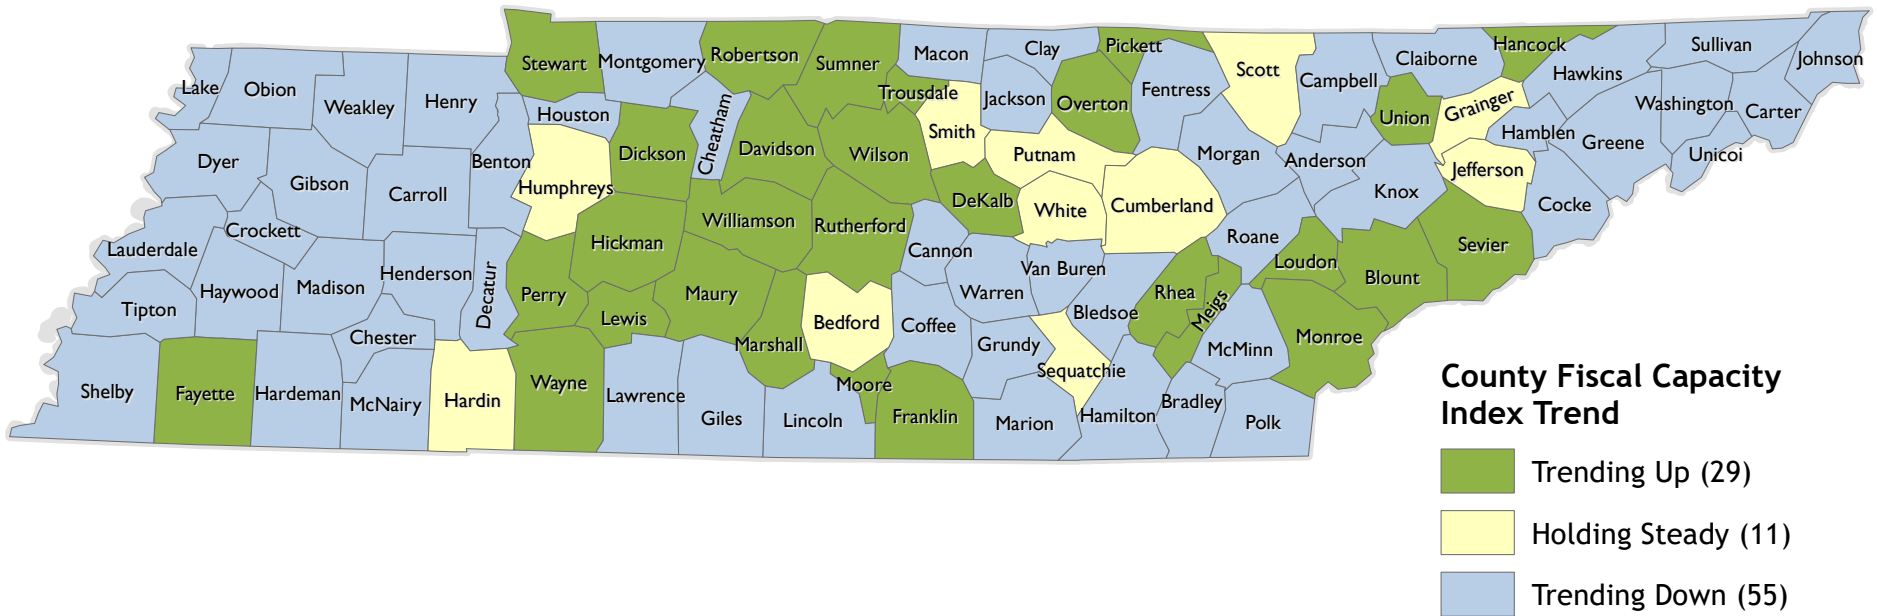 Stewart
Montgomery
Robertson
Sumner
Macon
Clay
Pickett
Scott
Claiborne
Hancock
Sullivan
Johnson
Lake
Obion
Weakley
Henry
Houston
Cheatham
Trousdale
Jackson
Overton
Fentress
Campbell
Union
Grainger
Hawkins
Washington
Carter
Dyer
Gibson
Carroll
Benton
Humphreys
Dickson
Davidson
Wilson
Smith
Putnam
Morgan
Anderson
Knox
Jefferson
Hamblen
Greene
Unicoi
Lauderdale
Crockett
Haywood
Madison
Henderson
Decatur
Perry
Hickman
Williamson
Rutherford
DeKalb
Cannon
White
Cumberland
Van Buren
Roane
Loudon
Blount
Sevier
Cocke
Tipton
Chester
Lewis
Maury
Marshall
Bedford
Coffee
Warren
Grundy
Bledsoe
Rhea
Meigs
McMinn
Monroe
Shelby
Fayette
Hardeman
McNairy
Hardin
Wayne
Lawrence
Giles
Lincoln
Moore
Franklin
Marion
Sequatchie
Hamilton
Bradley
Polk
County Fiscal Capacity
Index Trend
Trending Up (29)
Holding Steady (11)
Trending Down (55)